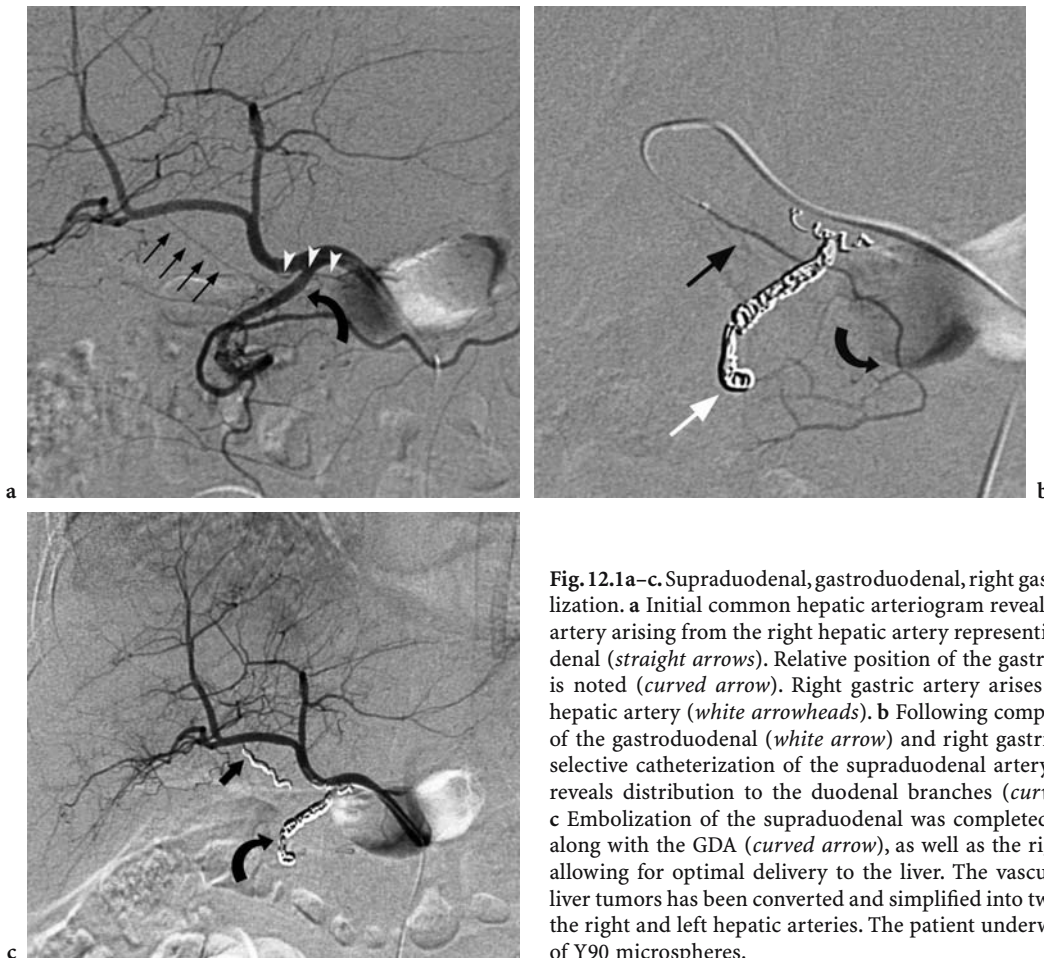 a
b
c
Fig. 12.1a–c. Supraduodenal, gastroduodenal, right gas
lization. a Initial common hepatic arteriogram reveal
artery arising from the right hepatic artery representi
denal (straight arrows). Relative position of the gastr
is noted (curved arrow). Right gastric artery arises
hepatic artery (white arrowheads). b Following comp
of the gastroduodenal (white arrow) and right gastri
selective catheterization of the supraduodenal artery
reveals distribution to the duodenal branches (curv
c Embolization of the supraduodenal was completed
along with the GDA (curved arrow), as well as the rig
allowing for optimal delivery to the liver. The vascu
liver tumors has been converted and simplified into tw
the right and left hepatic arteries. The patient underw
of Y90 microspheres.